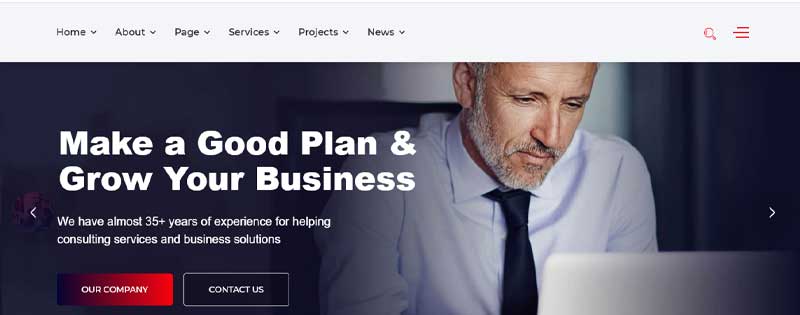 Home About Page Services Projects News
Make a Good Plan &
Grow Your Business
We have almost 35+ years of experience for helping
consulting services and business solutions
OUR COMPANY CONTACT US